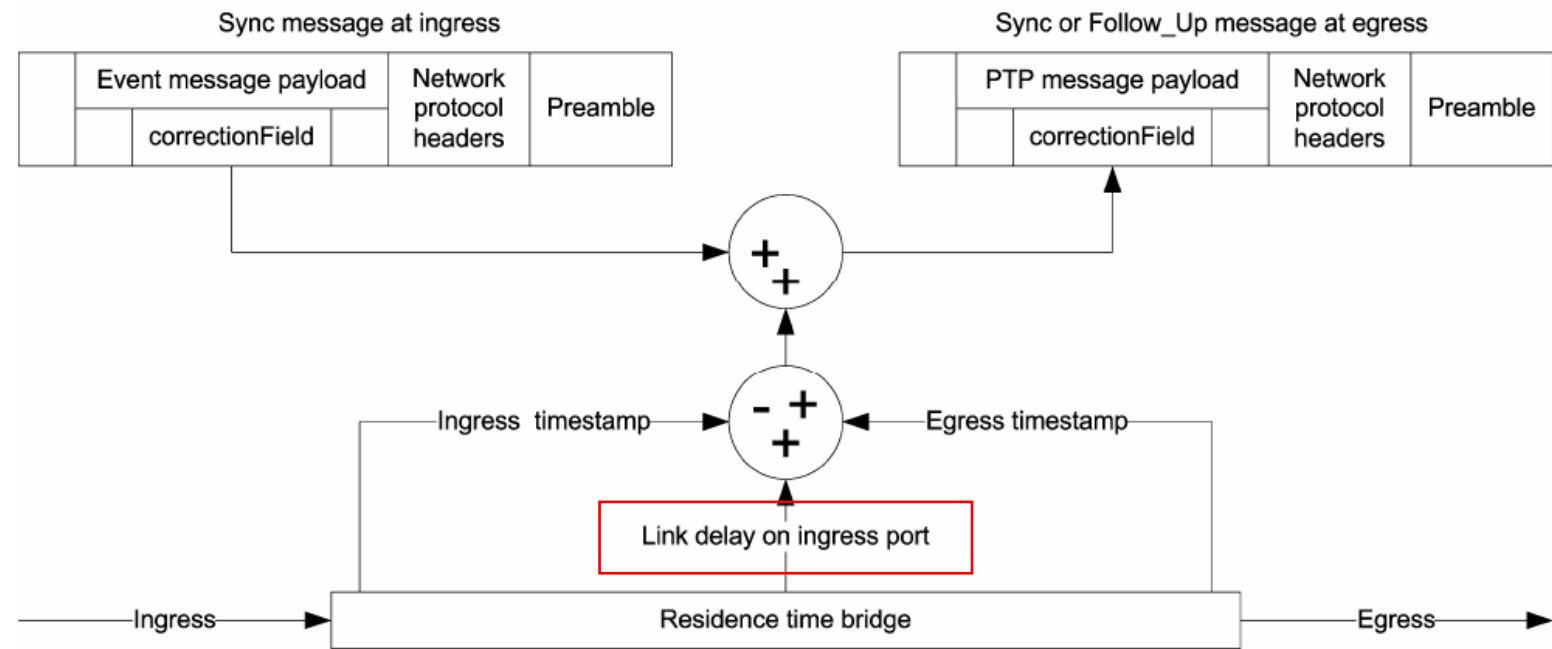 Sync message at ingress
Sync or Follow_Up message at egress
Event message payload
correctionField
Network
protocol
headers
Preamble
PTP message payload
correctionField
Network
protocol
headers
Preamble
+
+
Ingress timestamp
- +
+
Egress timestamp
Link delay on ingress port
Ingress
Residence time bridge
Egress